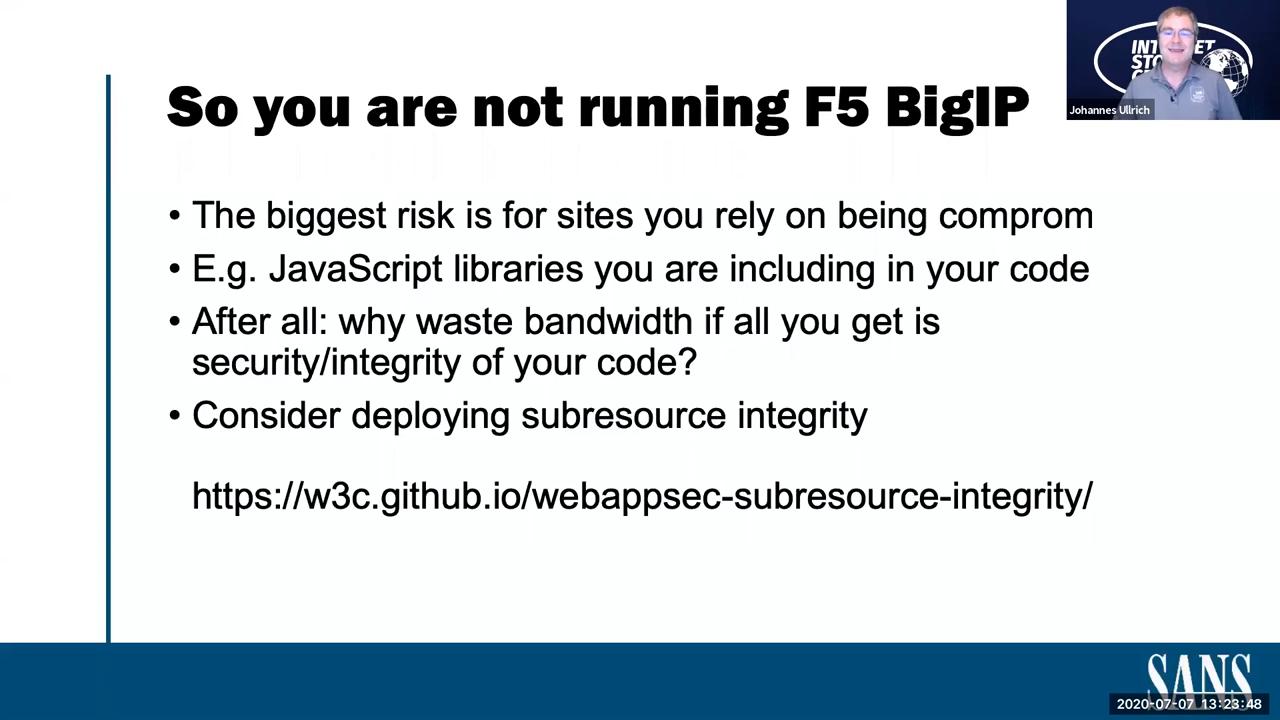 So you are not running F5 BigIP
• The biggest risk is for sites you rely on being comprom
• E.g. JavaScript libraries you are including in your code
• After all: why waste bandwidth if all you get is
security/integrity of your code?
• Consider deploying subresource integrity
https://w3c.github.io/webappsec-subresource-integrity/
Johannes Ullrich
SANS
2020-07-07 13:23:48